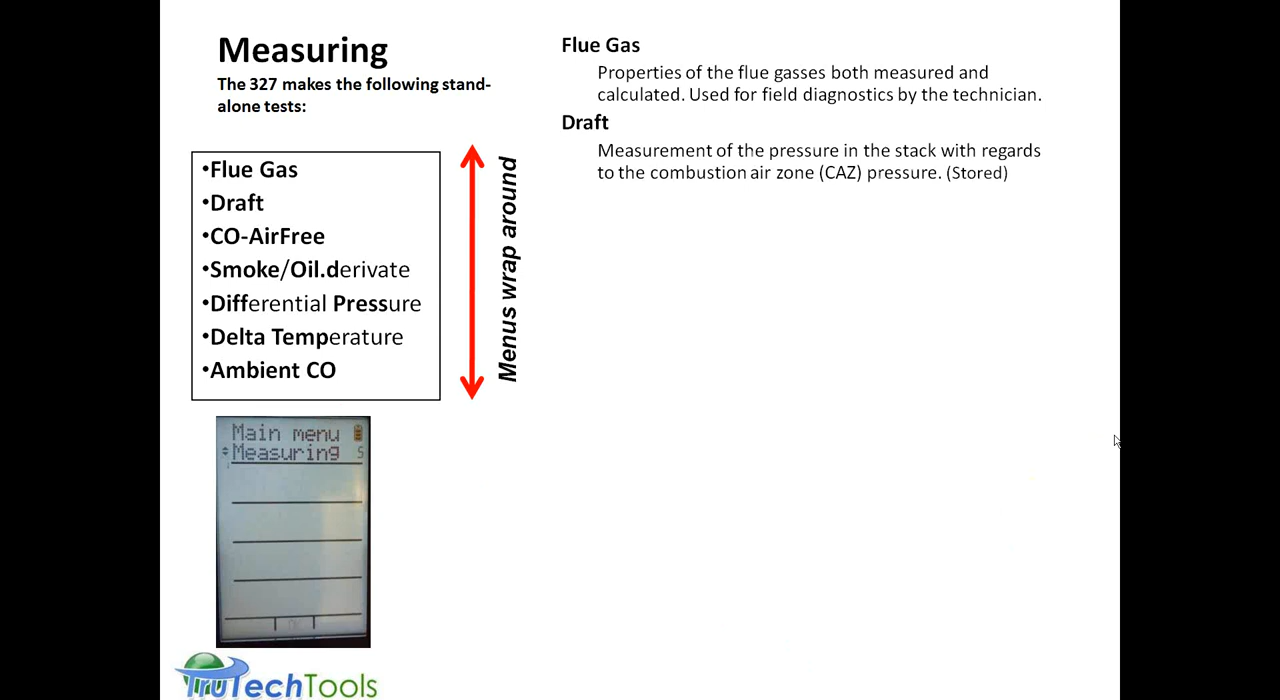 Measuring
The 327 makes the following stand-
alone tests:
•Flue Gas
•Draft
•CO-AirFree
•Smoke/Oil.derivate
•Differential Pressure
•Delta Temperature
•Ambient CO
Menus wrap around
Main menu
Measuring
TruTechTools
Flue Gas
Properties of the flue gasses both measured and
calculated. Used for field diagnostics by the technician.
Draft
Measurement of the pressure in the stack with regards
to the combustion air zone (CAZ) pressure. (Stored)